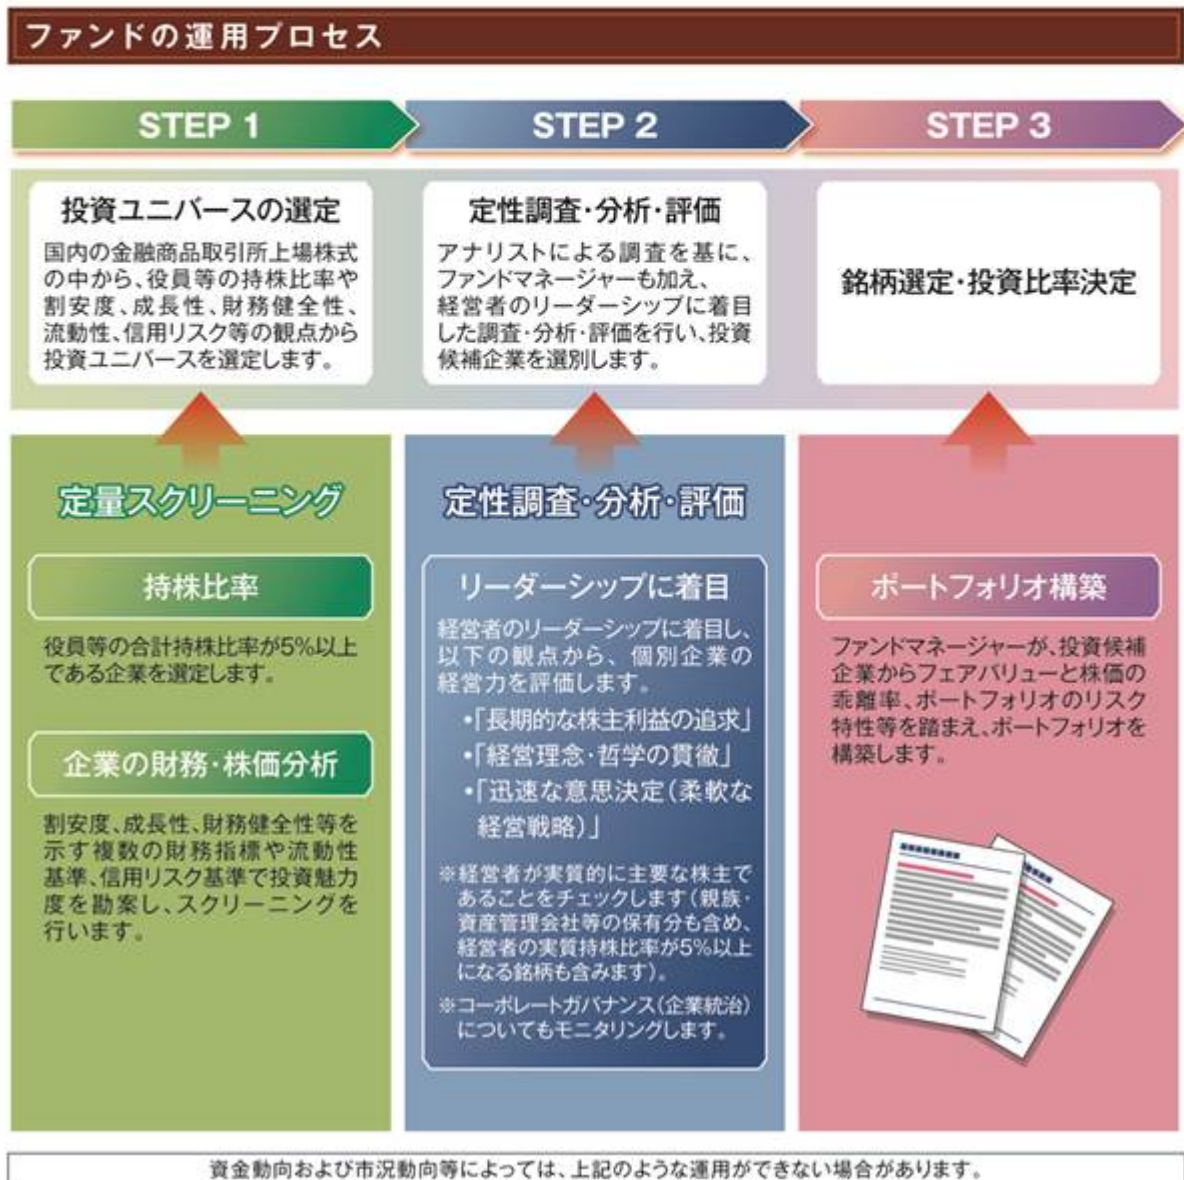 ファンドの運用プロセス
STEP 1
STEP 2
STEP 3
投資ユニバースの選定
国内の金融商品取引所上場株式
の中から、役員等の持株比率や
割安度、成長性、財務健全性、
流動性、信用リスク等の観点から
投資ユニバースを選定します。
定性調査・分析・評価
アナリストによる調査を基に、
ファンドマネージャーも加え、
経営者のリーダーシップに着目
した調査・分析・評価を行い、投資
候補企業を選別します。
銘柄選定・投資比率決定
定量スクリーニング
持株比率
役員等の合計持株比率が5%以上
である企業を選定します。
企業の財務・株価分析
割安度、成長性、財務健全性等を
示す複数の財務指標や流動性
基準、信用リスク基準で投資魅力
度を勘案し、スクリーニングを
行います。
定性調査・分析・評価
リーダーシップに着目
経営者のリーダーシップに着目し、
以下の観点から、個別企業の
経営力を評価します。
・「長期的な株主利益の追求」
・「経営理念・哲学の貫徹」
・「迅速な意思決定(柔軟な
経営戦略)」
※経営者が実質的に主要な株主で
あることをチェックします(親族・
資産管理会社等の保有分も含め、
経営者の実質持株比率が5%以上
になる銘柄も含みます)。
※コーポレートガバナンス(企業統治)
についてもモニタリングします。
ポートフォリオ構築
ファンドマネージャーが、投資候補
企業からフェアバリューと株価の
乖離率、ポートフォリオのリスク
特性等を踏まえ、ポートフォリオを
構築します。
資金動向および市況動向等によっては、上記のような運用ができない場合があります。